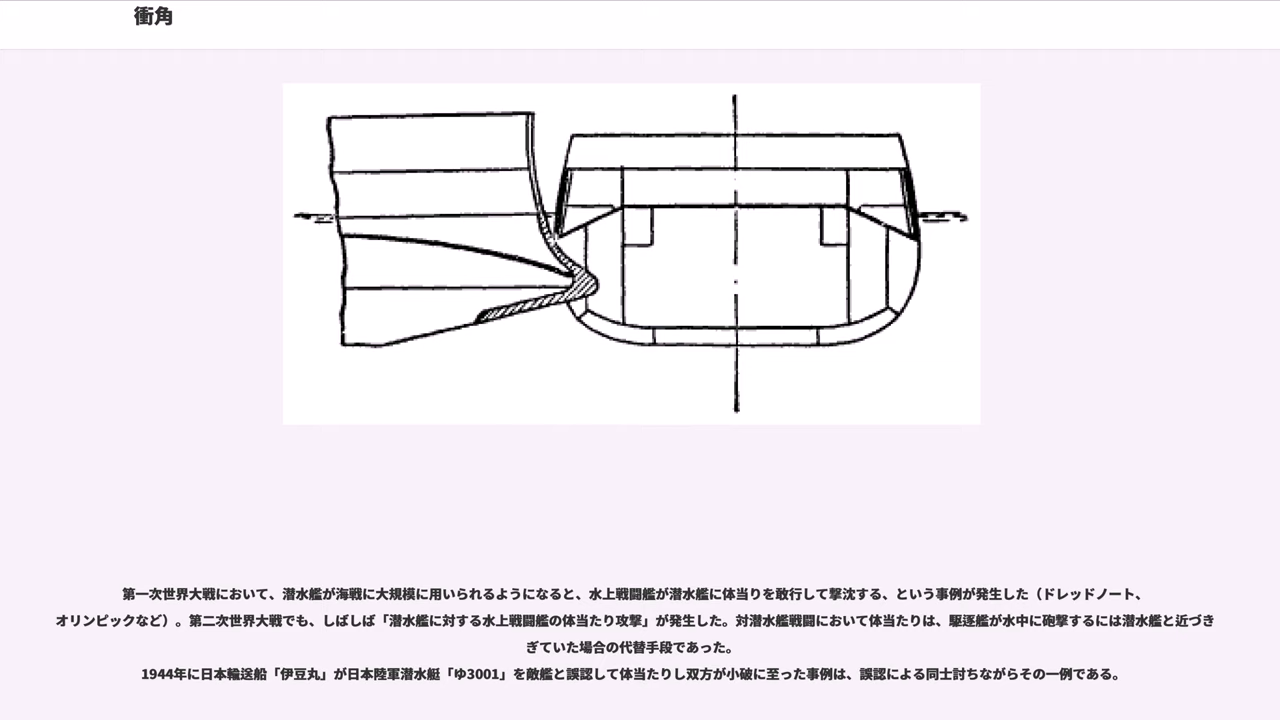 衝角
第一次世界大戦において、潜水艦が海戦に大規模に用いられるようになると、水上戦闘艦が潜水艦に体当りを敢行して撃沈する、という事例が発生した（ドレッドノート、
オリンピックなど）。第二次世界大戦でも、しばしば「潜水艦に対する水上戦闘艦の体当たり攻撃」が発生した。対潜水艦戦闘において体当たりは、駆逐艦が水中に砲撃するには潜水艦と近づき
ぎていた場合の代替手段であった。
1944年に日本輸送船「伊豆丸」が日本陸軍潜水艇「ゆ3001」を敵艦と誤認して体当たりし双方が小破に至った事例は、誤認による同士討ちながらその一例である。